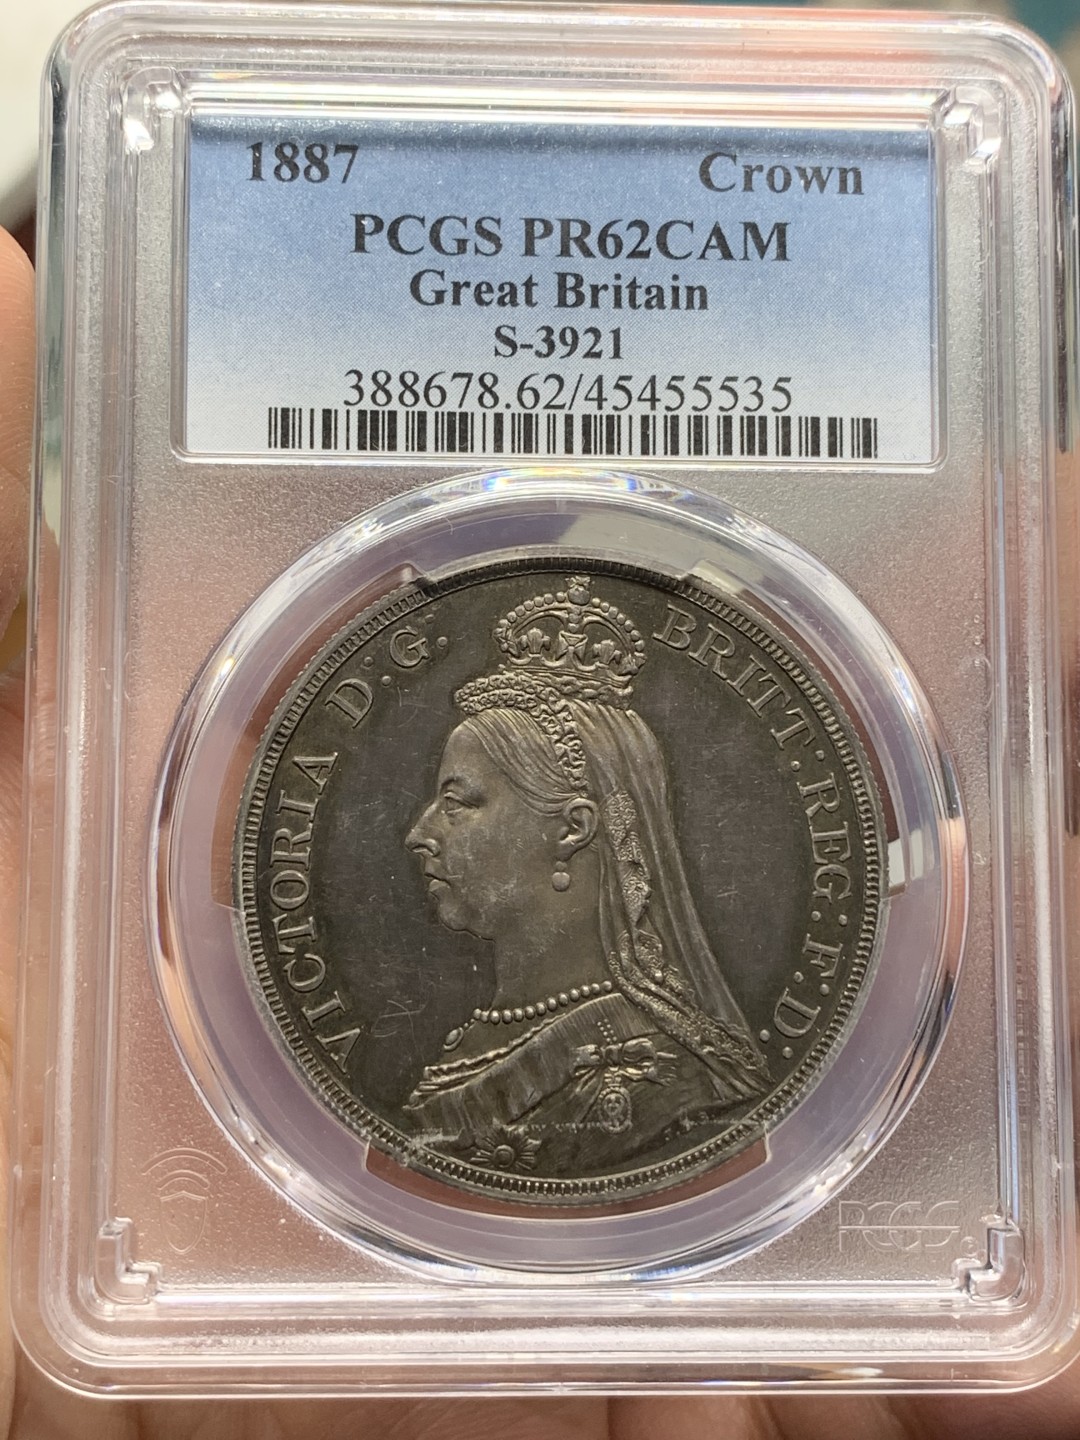 1887 Crown
PCGS PR62CAM
Great Britain
S-3921
388678.62/45455535
VICTORIA D:G: BRITT:REG:F:D:
PCGS